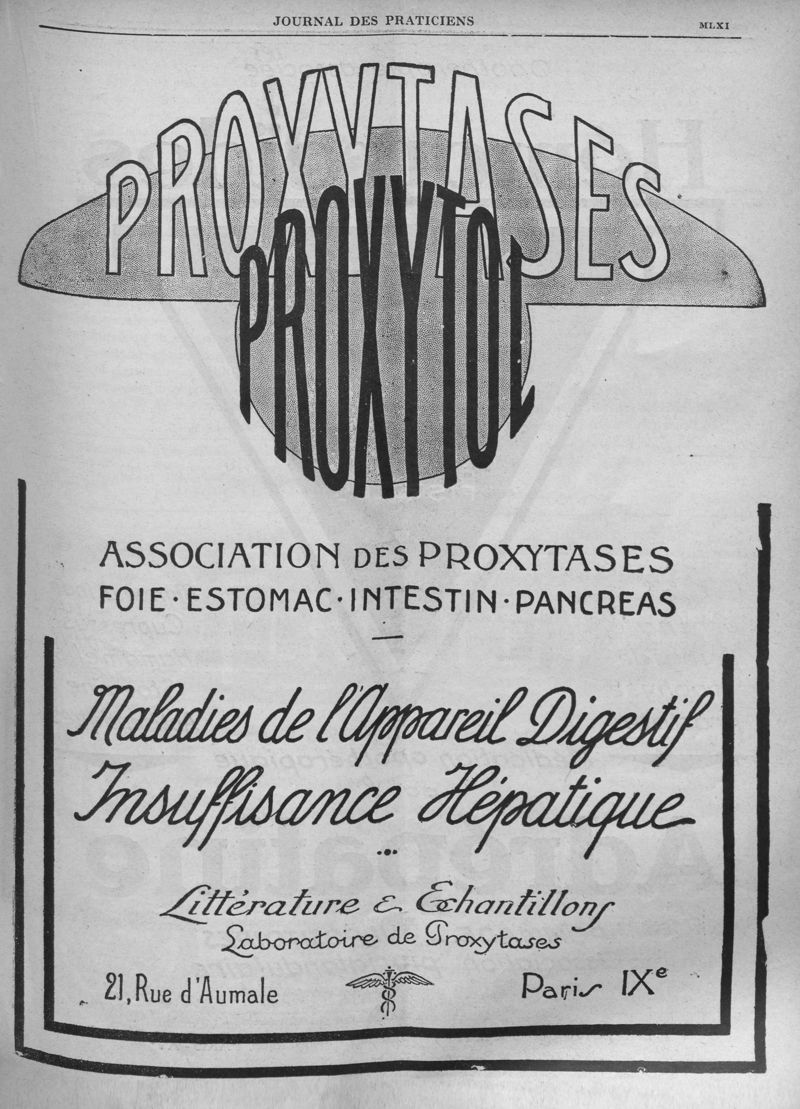 JOURNAL DES PRATICIENS
MLXI
PROXYTASES
PROXYTOL
ASSOCIATION DES PROXYTASES
FOIE · ESTOMAC · INTESTIN · PANCREAS
Maladies de l'Appareil Digestif
Insuffisance Hépatique
Littérature & Echantillons
Laboratoire de Proxytases
21, Rue d'Aumale
Paris IXe